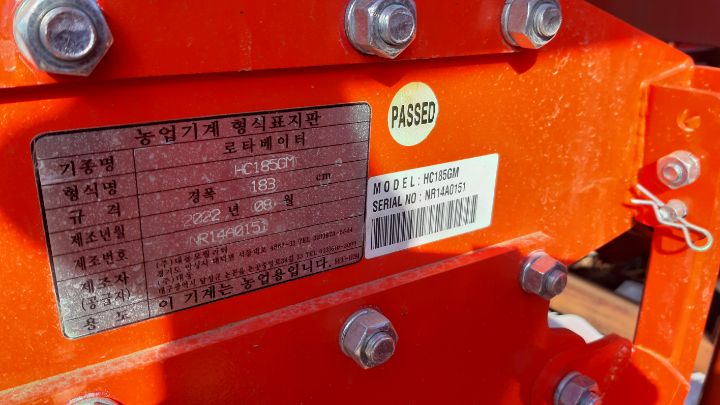 농업기계 형식표지판
기종명 로타베이터
형식명 HC185GM
규격 경폭 183 cm
제조년월 2022 년 08 월
제조번호 NR14A0151
제조자
(공급자)
용도 이 기계는 농업용입니다.
PASSED
MODEL : HC185GM
SERIAL NO : NR14A0151